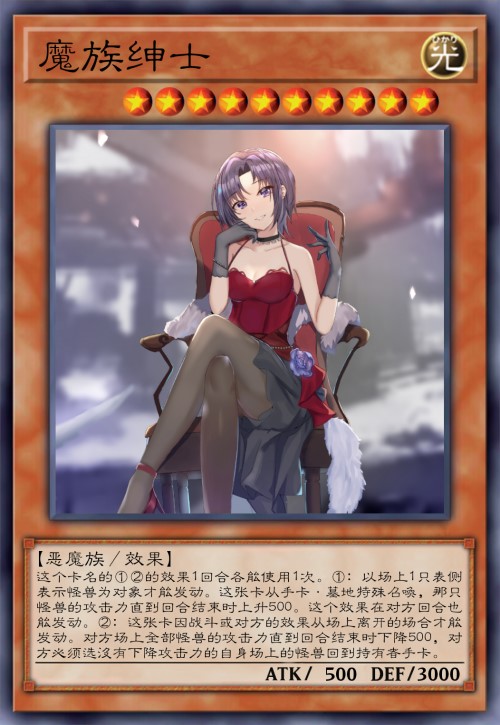 魔族绅士
ひかり
光
【恶魔族／效果】
这个卡名的①②的效果1回合各能使用1次。①：以场上1只表侧
表示怪兽为对象才能发动。这张卡从手卡·墓地特殊召唤，那只
怪兽的攻击力直到回合结束时上升500。这个效果在对方回合也
能发动。②：这张卡因战斗或对方的效果从场上离开的场合才能
发动。对方场上全部怪兽的攻击力直到回合结束时下降500，对
方必须选没有下降攻击力的自身场上的怪兽回到持有者手卡。
ATK/ 500 DEF/3000